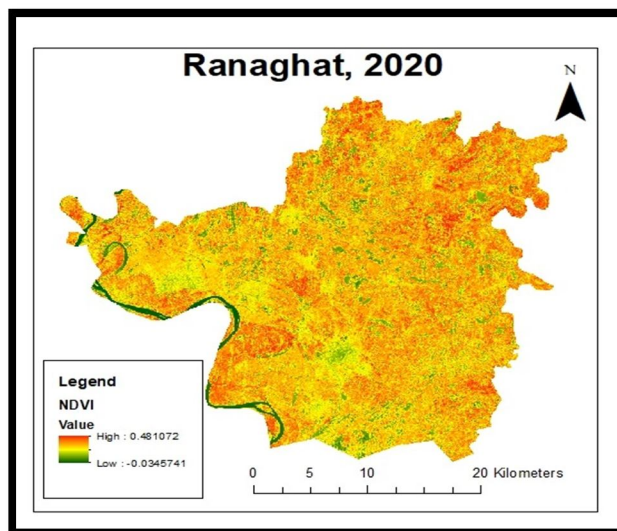 Ranaghat, 2020
N
Legend
NDVI
Value
High : 0.481072
Low : -0.0345741
0 5 10 20 Kilometers